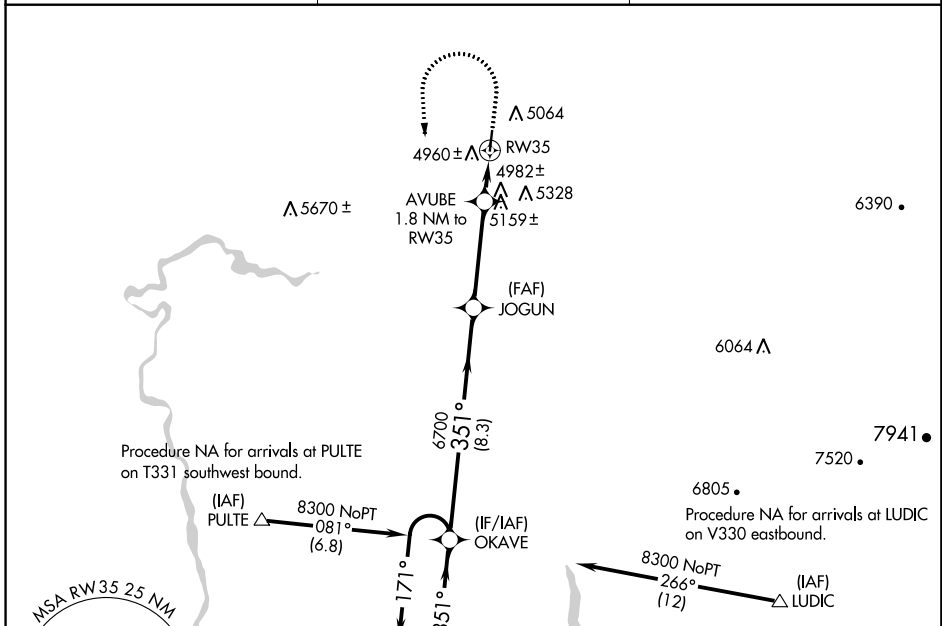 5064
4960 ±
RW35
4982±
5328
AVUBE
1.8 NM to
RW35
5159±
5670 ±
6390
(FAF)
JOGUN
6064
6700
351°
(8.3)
7941
7520
6805
Procedure NA for arrivals at PULTE
on T331 southwest bound.
(IAF)
PULTE
8300 NoPT
081°
(6.8)
(IF/IAF)
OKAVE
Procedure NA for arrivals at LUDIC
on V330 eastbound.
8300 NoPT
266°
(12)
(IAF)
LUDIC
171°
351°
MSA RW35 25 NM